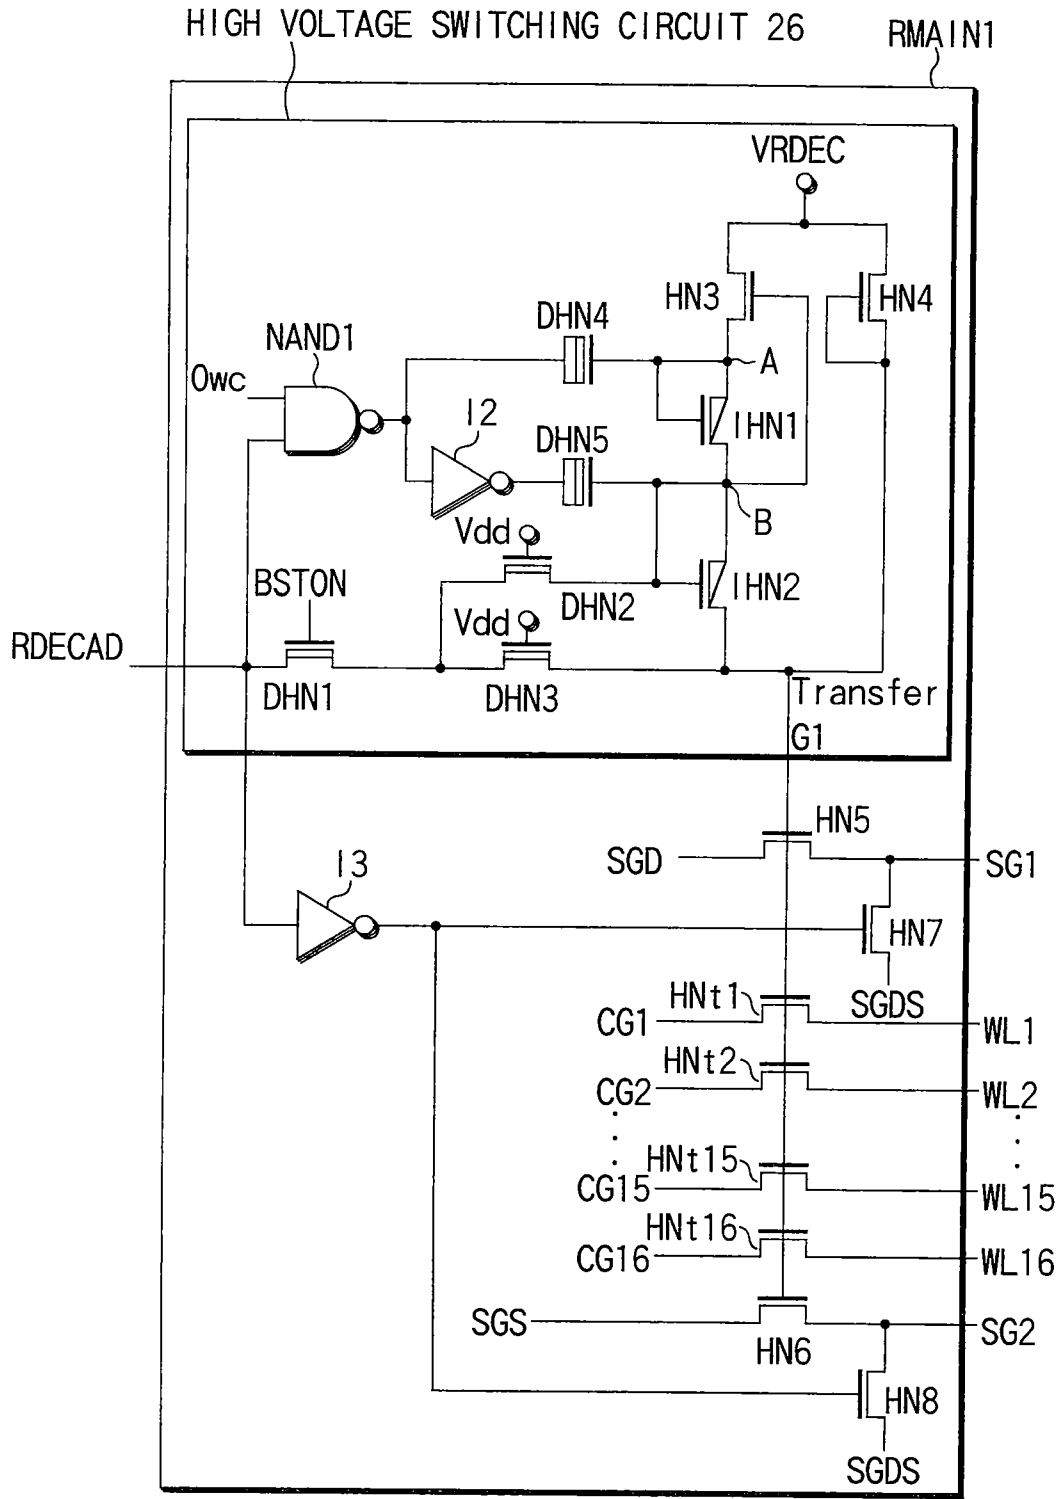 HIGH VOLTAGE SWITCHING CIRCUIT 26
RMAIN1
VRDEC
HN3
HN4
DHN4
NAND1
A
Owc
I2
IHN1
DHN5
B
Vdd
BSTON
DHN2
IHN2
Vdd
RDECAD
DHN1
DHN3
Transfer
G1
HN5
SGD
SG1
I3
HN7
SGDS
HNt1
CG1
WL1
HNt2
CG2
WL2
HNt15
CG15
WL15
HNt16
CG16
WL16
SGS
SG2
HN6
HN8
SGDS